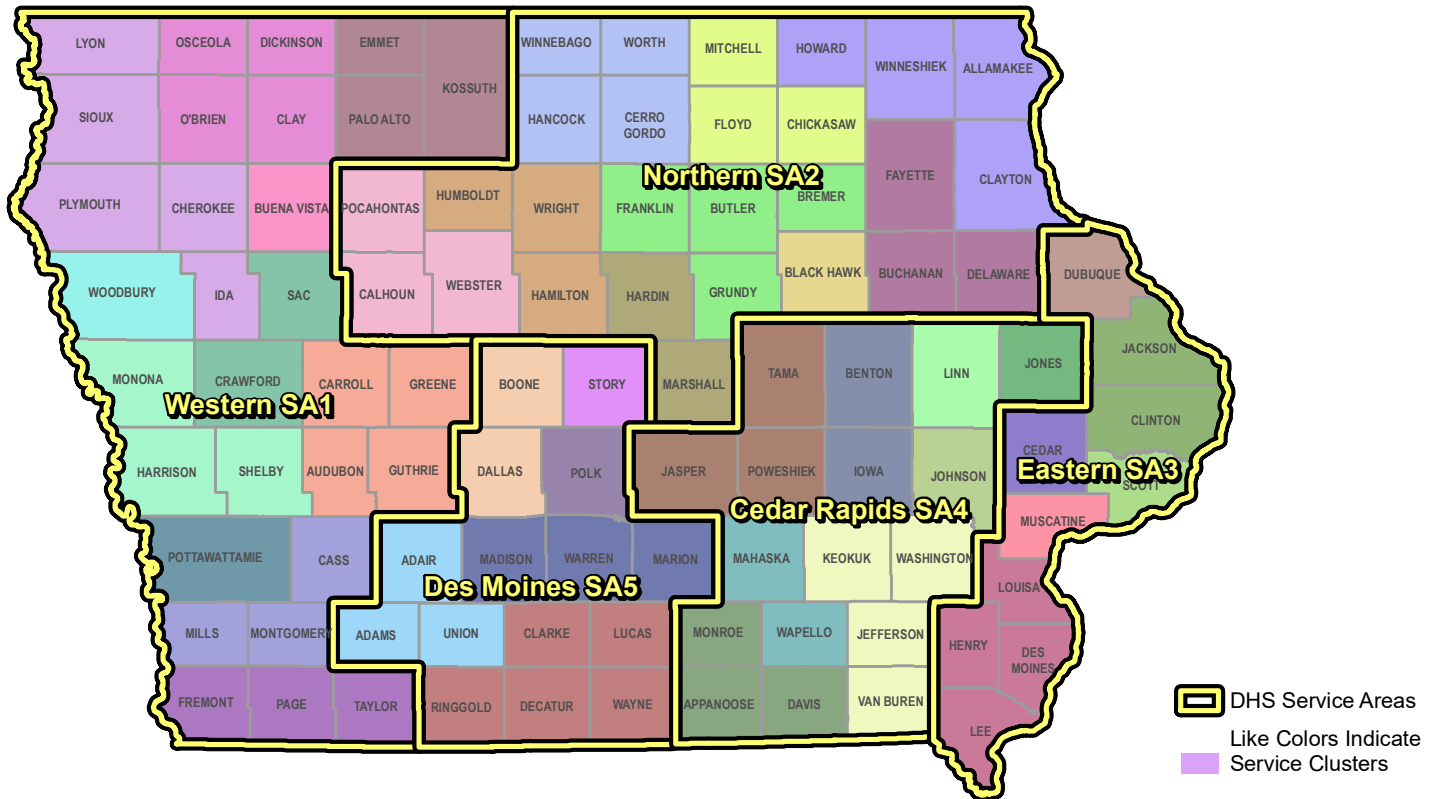 LYON
OSCEOLA
DICKINSON
EMMET
KOSSUTH
WINNEBAGO
WORTH
MITCHELL
HOWARD
WINNESHIEK
ALLAMAKEE
SIOUX
O'BRIEN
CLAY
PALO ALTO
HANCOCK
CERRO
GORDO
FLOYD
CHICKASAW
Northern SA2
FAYETTE
CLAYTON
PLYMOUTH
CHEROKEE
BUENA VISTA
POCAHONTAS
HUMBOLDT
WRIGHT
FRANKLIN
BUTLER
BREMER
WOODBURY
IDA
SAC
CALHOUN
WEBSTER
HAMILTON
HARDIN
GRUNDY
BLACK HAWK
BUCHANAN
DELAWARE
DUBUQUE
MONONA
CRAWFORD
CARROLL
GREENE
BOONE
STORY
MARSHALL
TAMA
BENTON
LINN
JONES
JACKSON
Western SA1
CLINTON
HARRISON
SHELBY
AUDUBON
GUTHRIE
DALLAS
POLK
JASPER
POWESHIEK
IOWA
JOHNSON
CEDAR
Eastern SA3
SCOTT
Cedar Rapids SA4
MUSCATINE
POTTAWATTAMIE
CASS
ADAIR
MADISON
WARREN
MARION
MAHASKA
KEOKUK
WASHINGTON
LOUISA
Des Moines SA5
MILLS
MONTGOMERY
ADAMS
UNION
CLARKE
LUCAS
MONROE
WAPELLO
JEFFERSON
HENRY
DES
MOINES
FREMONT
PAGE
TAYLOR
RINGGOLD
DECATUR
WAYNE
APPANOOSE
DAVIS
VAN BUREN
LEE
DHS Service Areas
Like Colors Indicate
Service Clusters